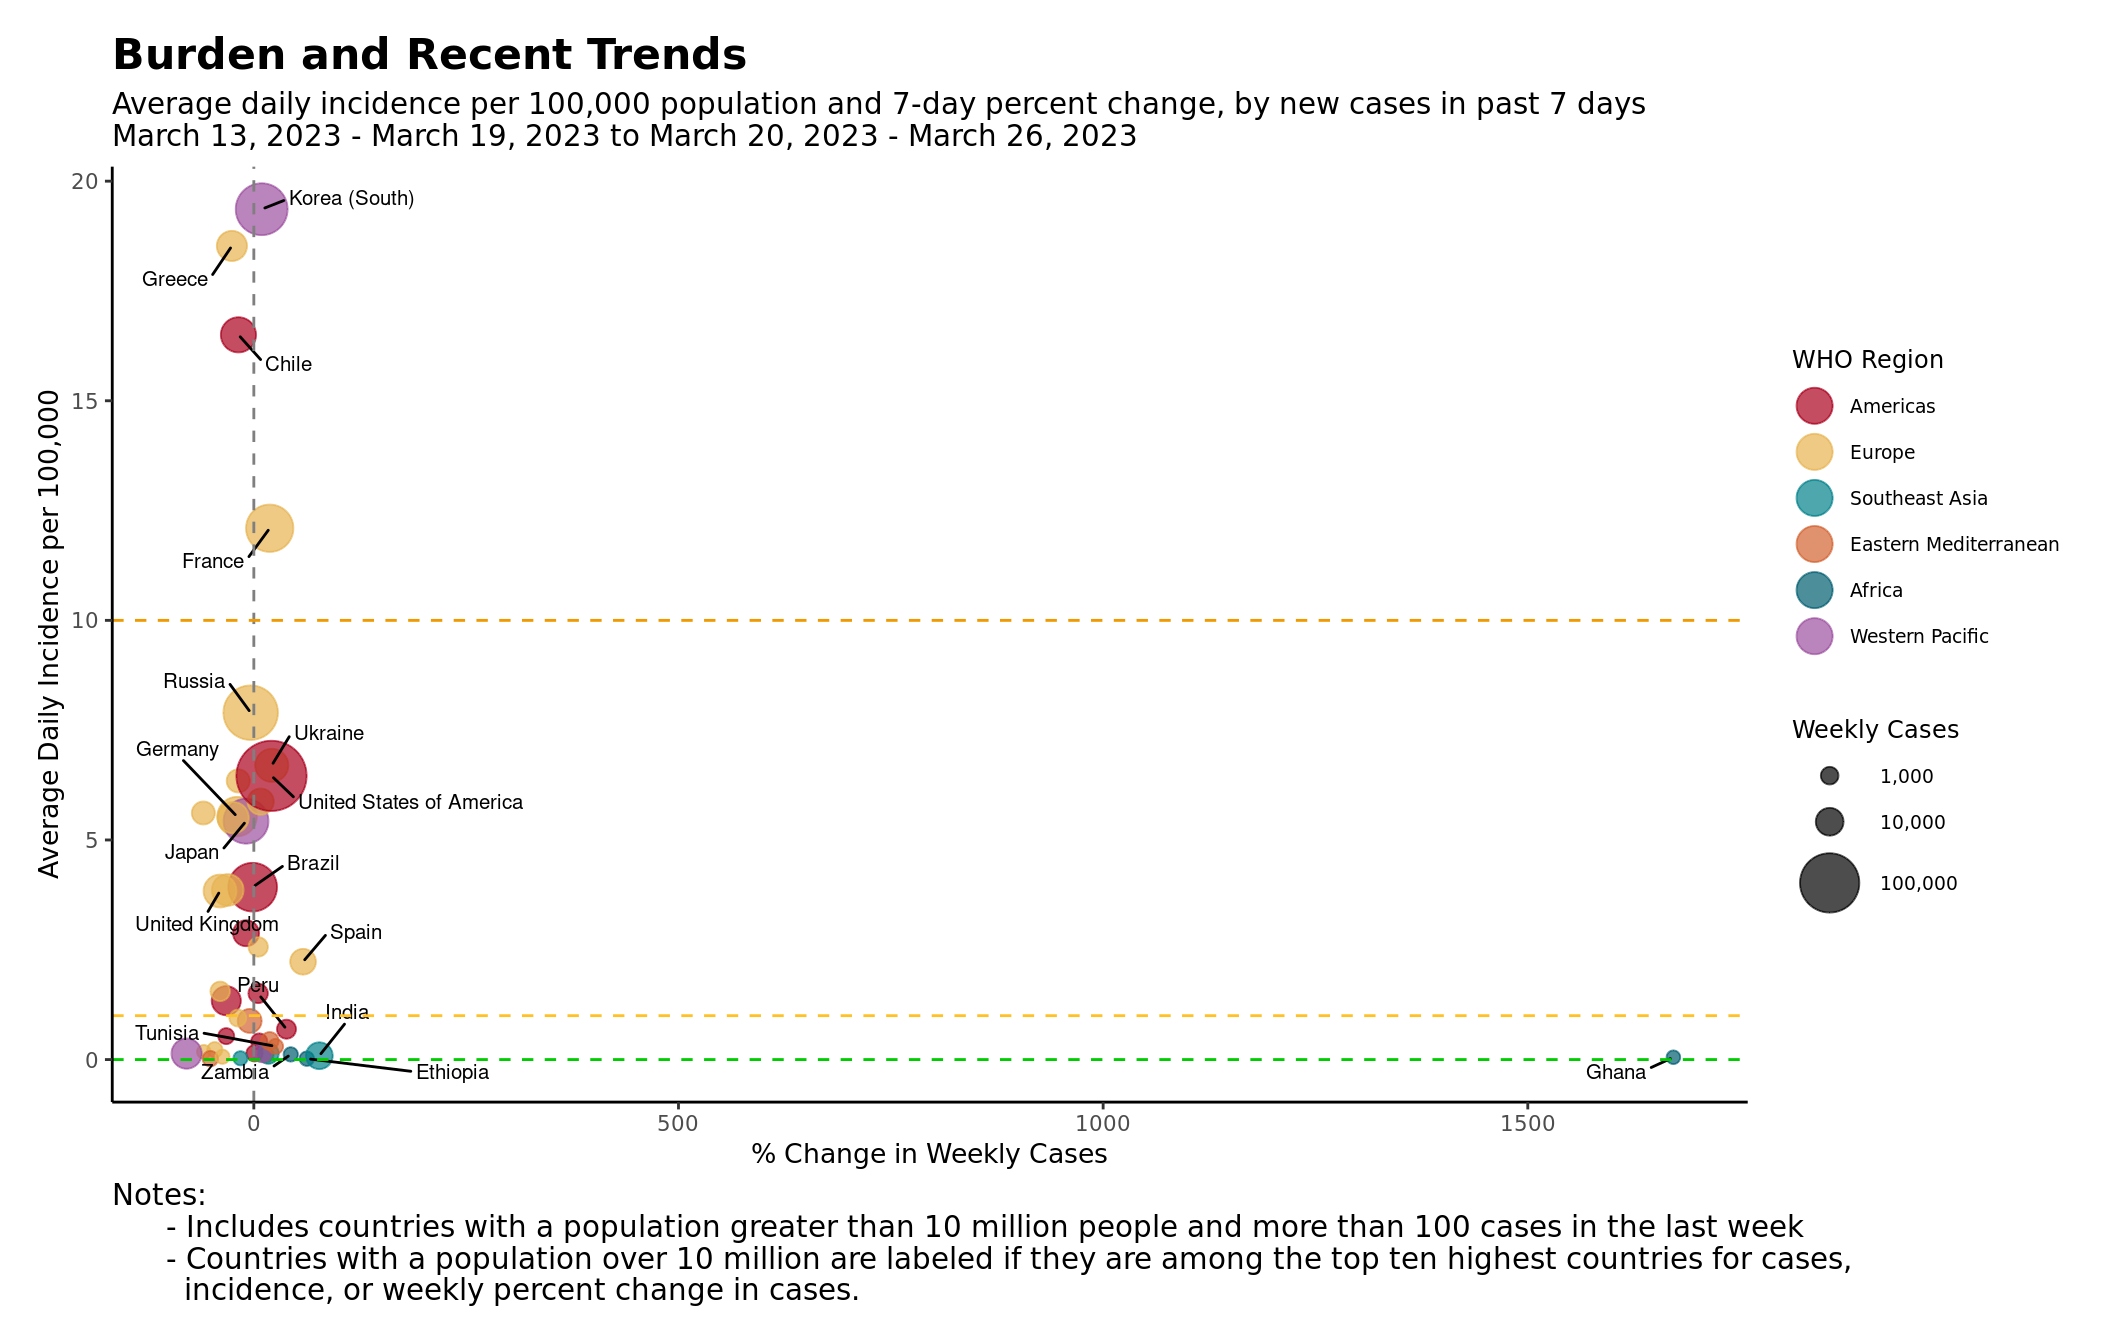 Burden and Recent Trends
Average daily incidence per 100,000 population and 7-day percent change, by new cases in past 7 days
March 13, 2023 - March 19, 2023 to March 20, 2023 - March 26, 2023
Average Daily Incidence per 100,000
20
15
10
5
0
Korea (South)
Greece
Chile
France
Russia
Ukraine
Germany
United States of America
Japan
Brazil
United Kingdom
Spain
Peru
India
Tunisia
Zambia
Ethiopia
Ghana
0
500
1000
1500
% Change in Weekly Cases
WHO Region
Americas
Europe
Southeast Asia
Eastern Mediterranean
Africa
Western Pacific
Weekly Cases
1,000
10,000
100,000
Notes:
- Includes countries with a population greater than 10 million people and more than 100 cases in the last week
- Countries with a population over 10 million are labeled if they are among the top ten highest countries for cases,
incidence, or weekly percent change in cases.